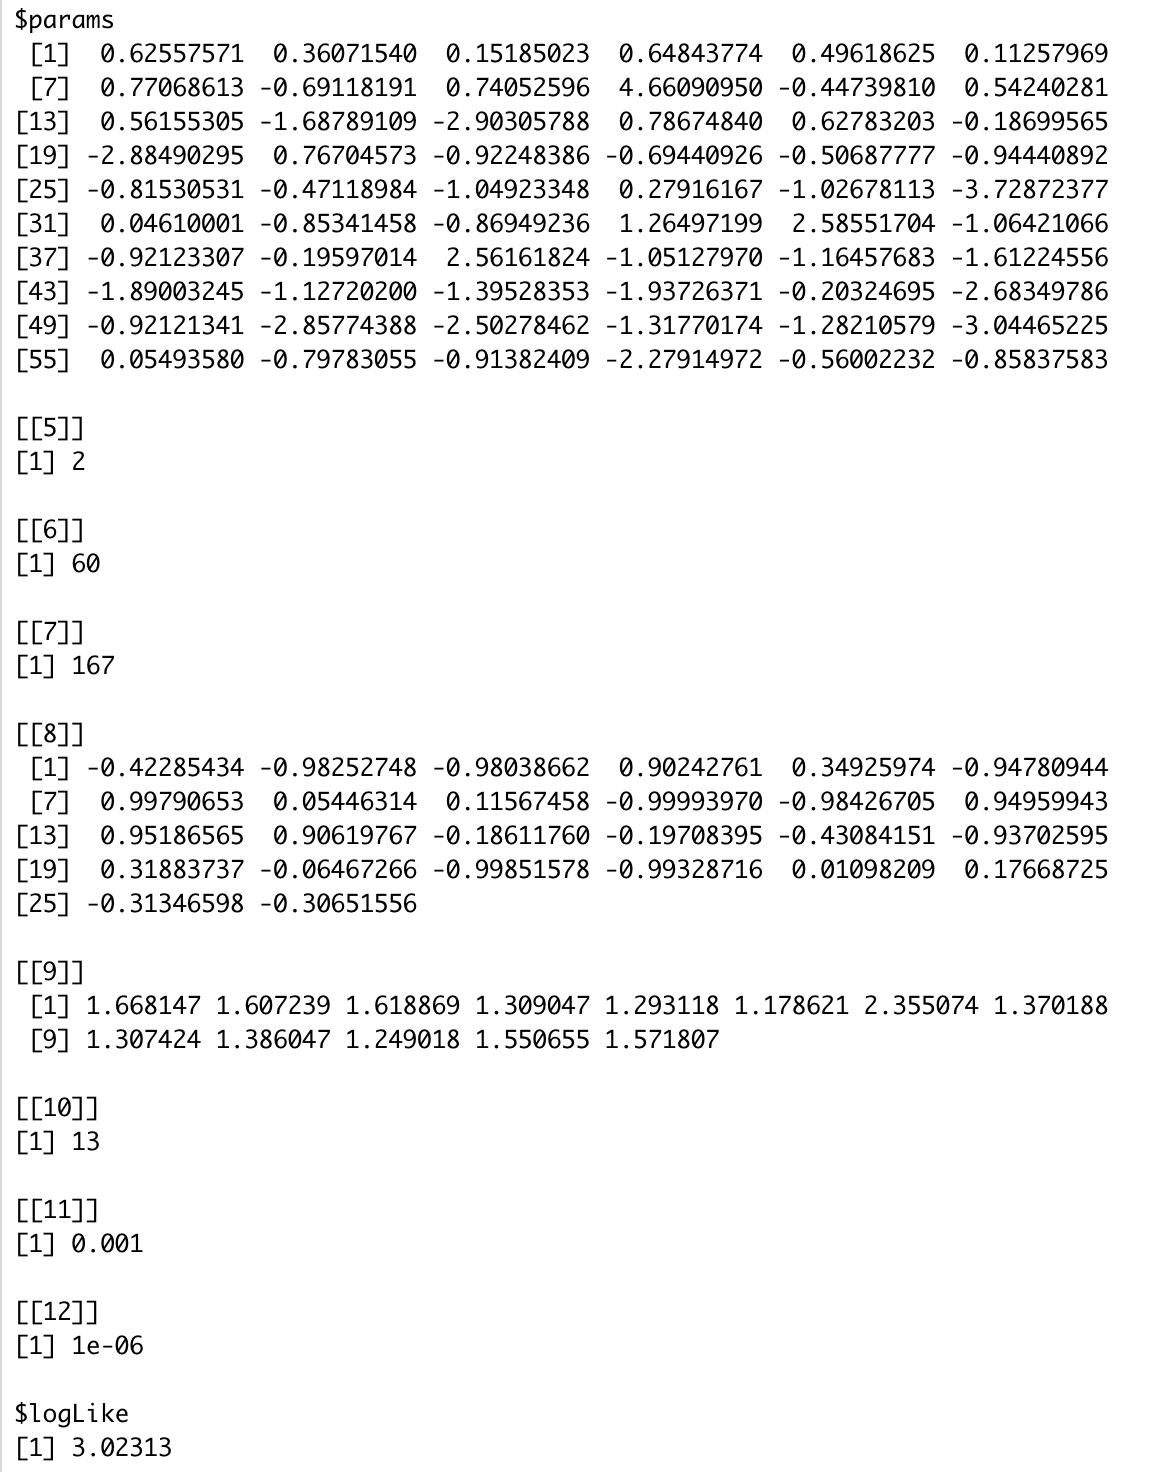 $params
 [1]  0.62557571  0.36071540  0.15185023  0.64843774  0.49618625  0.11257969
 [7]  0.77068613 -0.69118191  0.74052596  4.66090950 -0.44739810  0.54240281
[13]  0.56155305 -1.68789109 -2.90305788  0.78674840  0.62783203 -0.18699565
[19] -2.88490295  0.76704573 -0.92248386 -0.69440926 -0.50687777 -0.94440892
[25] -0.81530531 -0.47118984 -1.04923348  0.27916167 -1.02678113 -3.72872377
[31]  0.04610001 -0.85341458 -0.86949236  1.26497199  2.58551704 -1.06421066
[37] -0.92123307 -0.19597014  2.56161824 -1.05127970 -1.16457683 -1.61224556
[43] -1.89003245 -1.12720200 -1.39528353 -1.93726371 -0.20324695 -2.68349786
[49] -0.92121341 -2.85774388 -2.50278462 -1.31770174 -1.28210579 -3.04465225
[55]  0.05493580 -0.79783055 -0.91382409 -2.27914972 -0.56002232 -0.85837583

[[5]]
[1] 2

[[6]]
[1] 60

[[7]]
[1] 167

[[8]]
 [1] -0.42285434 -0.98252748 -0.98038662  0.90242761  0.34925974 -0.94780944
 [7]  0.99790653  0.05446314  0.11567458 -0.99993970 -0.98426705  0.94959943
[13]  0.95186565  0.90619767 -0.18611760 -0.19708395 -0.43084151 -0.93702595
[19]  0.31883737 -0.06467266 -0.99851578 -0.99328716  0.01098209  0.17668725
[25] -0.31346598 -0.30651556

[[9]]
 [1] 1.668147 1.607239 1.618869 1.309047 1.293118 1.178621 2.355074 1.370188
 [9] 1.307424 1.386047 1.249018 1.550655 1.571807

[[10]]
[1] 13

[[11]]
[1] 0.001

[[12]]
[1] 1e-06

$logLike
[1] 3.02313